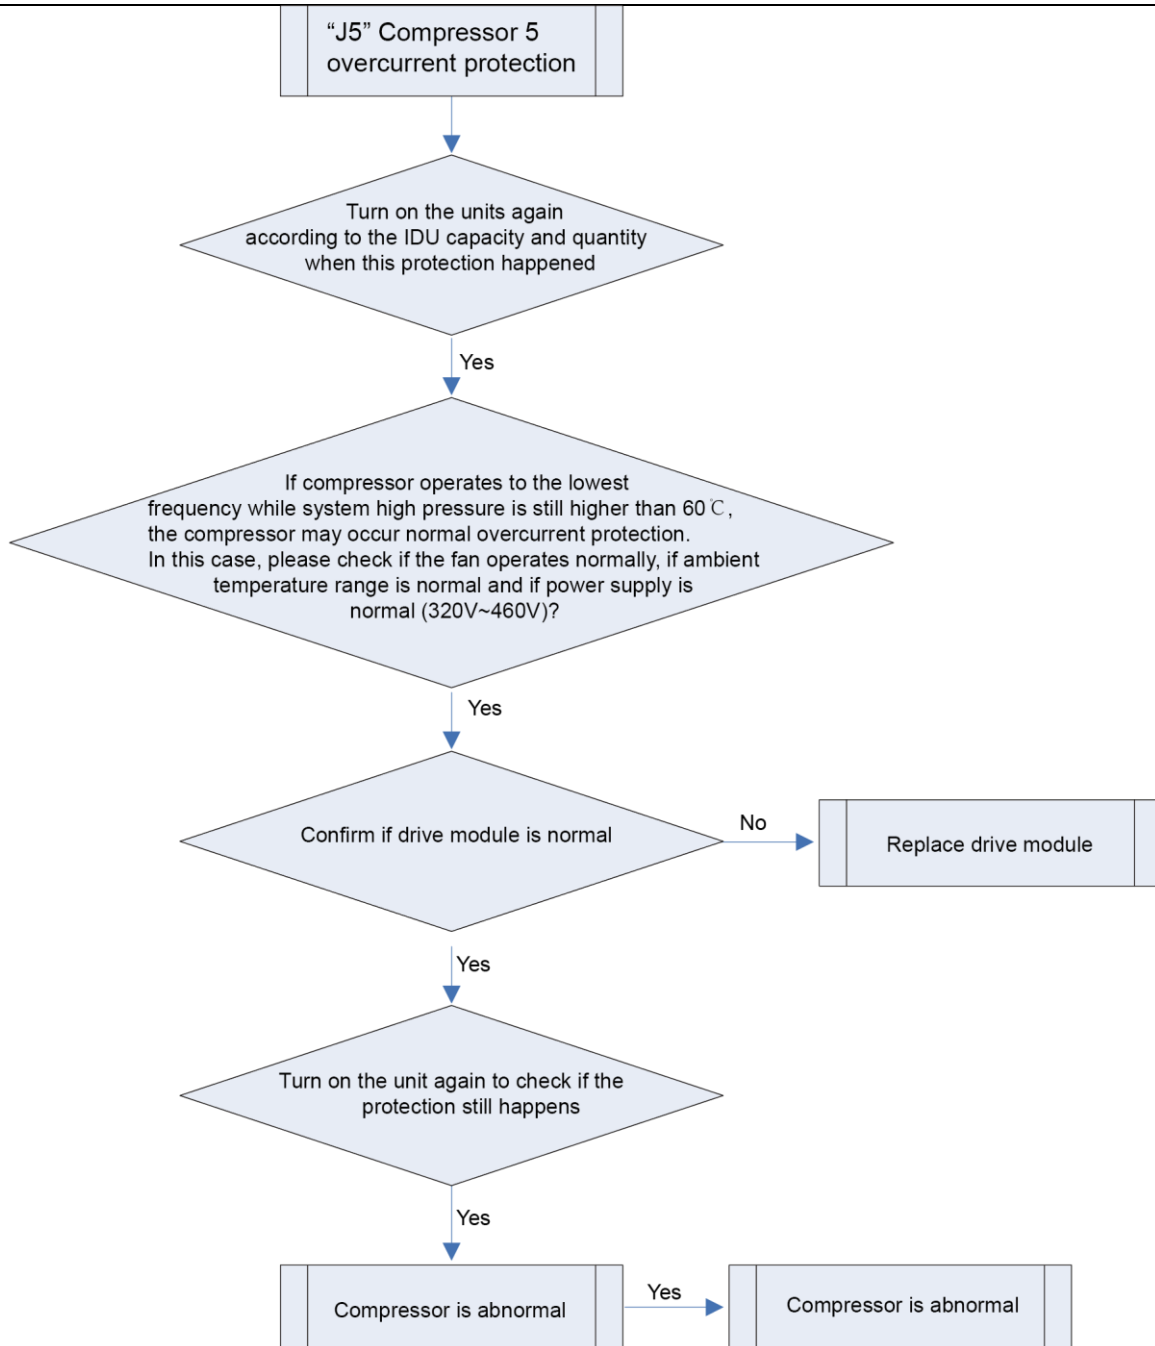 “J5” Compressor 5
overcurrent protection
Turn on the units again
according to the IDU capacity and quantity
when this protection happened
Yes
If compressor operates to the lowest
frequency while system high pressure is still higher than 60℃,
the compressor may occur normal overcurrent protection.
In this case, please check if the fan operates normally, if ambient
temperature range is normal and if power supply is
normal (320V~460V)?
Yes
Confirm if drive module is normal
No
Replace drive module
Yes
Turn on the unit again to check if the
protection still happens
Yes
Compressor is abnormal
Yes
Compressor is abnormal